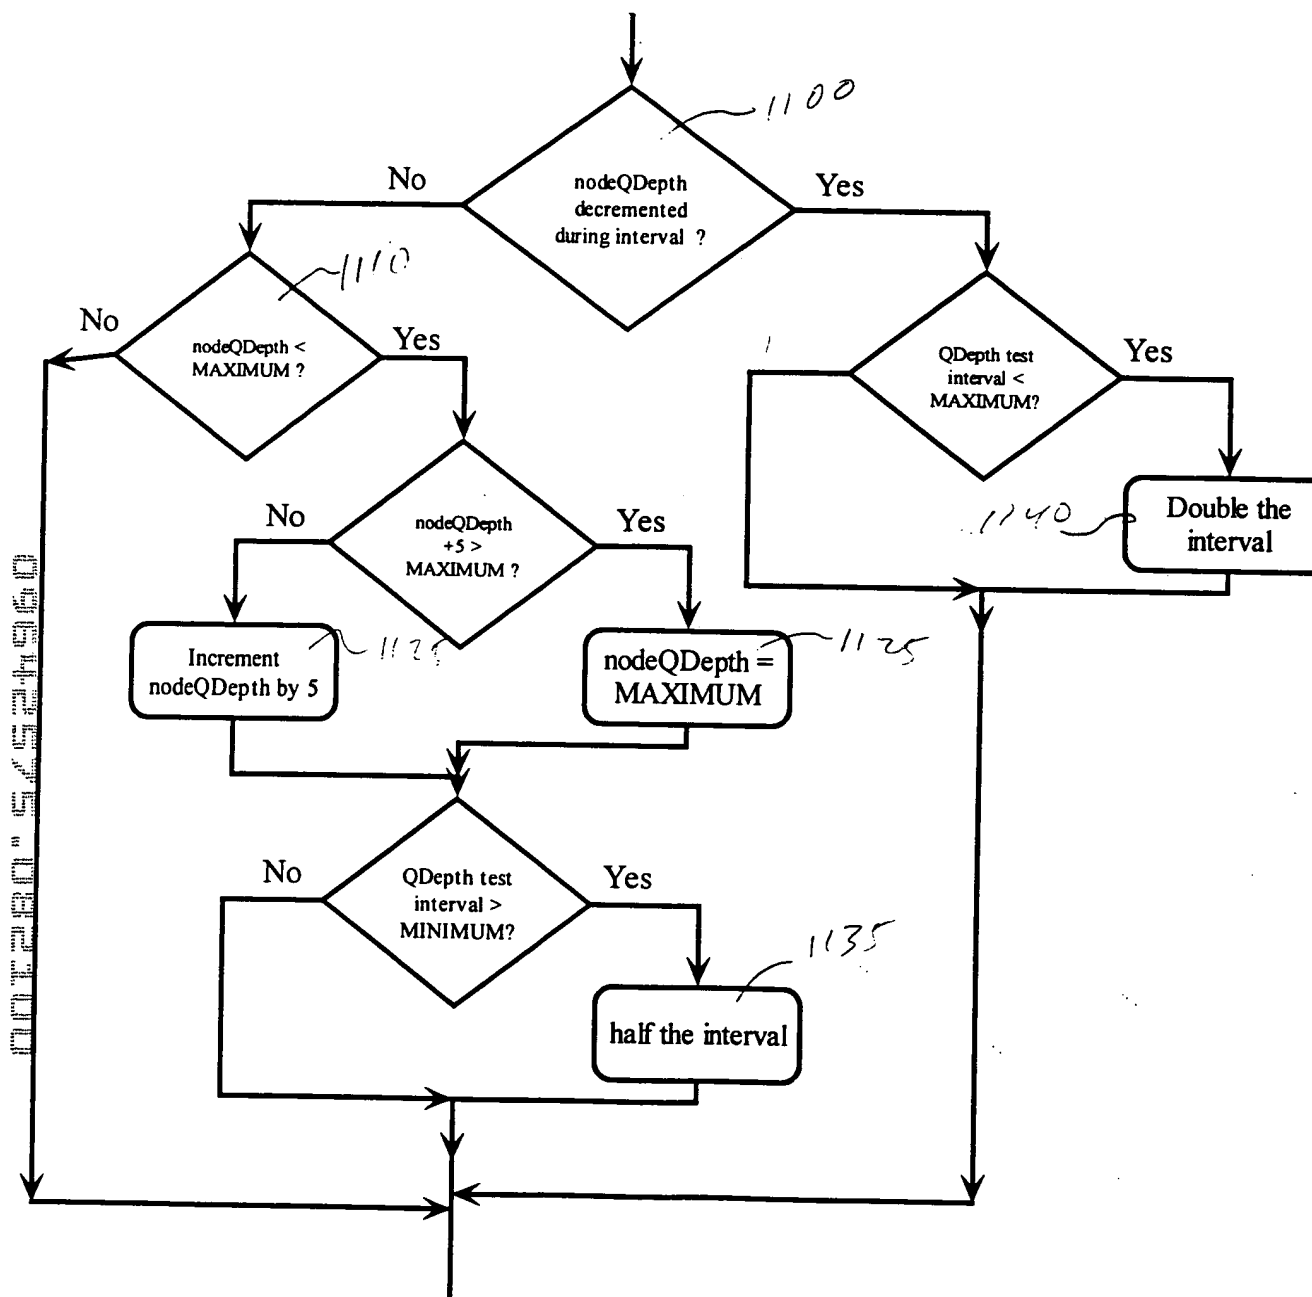 1100
No
nodeQDepth
decremented
during interval ?
Yes
1110
No
nodeQDepth <
MAXIMUM ?
Yes
QDepth test
interval <
MAXIMUM?
Yes
No
nodeQDepth
+5 >
MAXIMUM ?
Yes
1140
Double the
interval
Increment
nodeQDepth by 5
1125
nodeQDepth =
MAXIMUM
1125
No
QDepth test
interval >
MINIMUM?
Yes
1135
half the interval